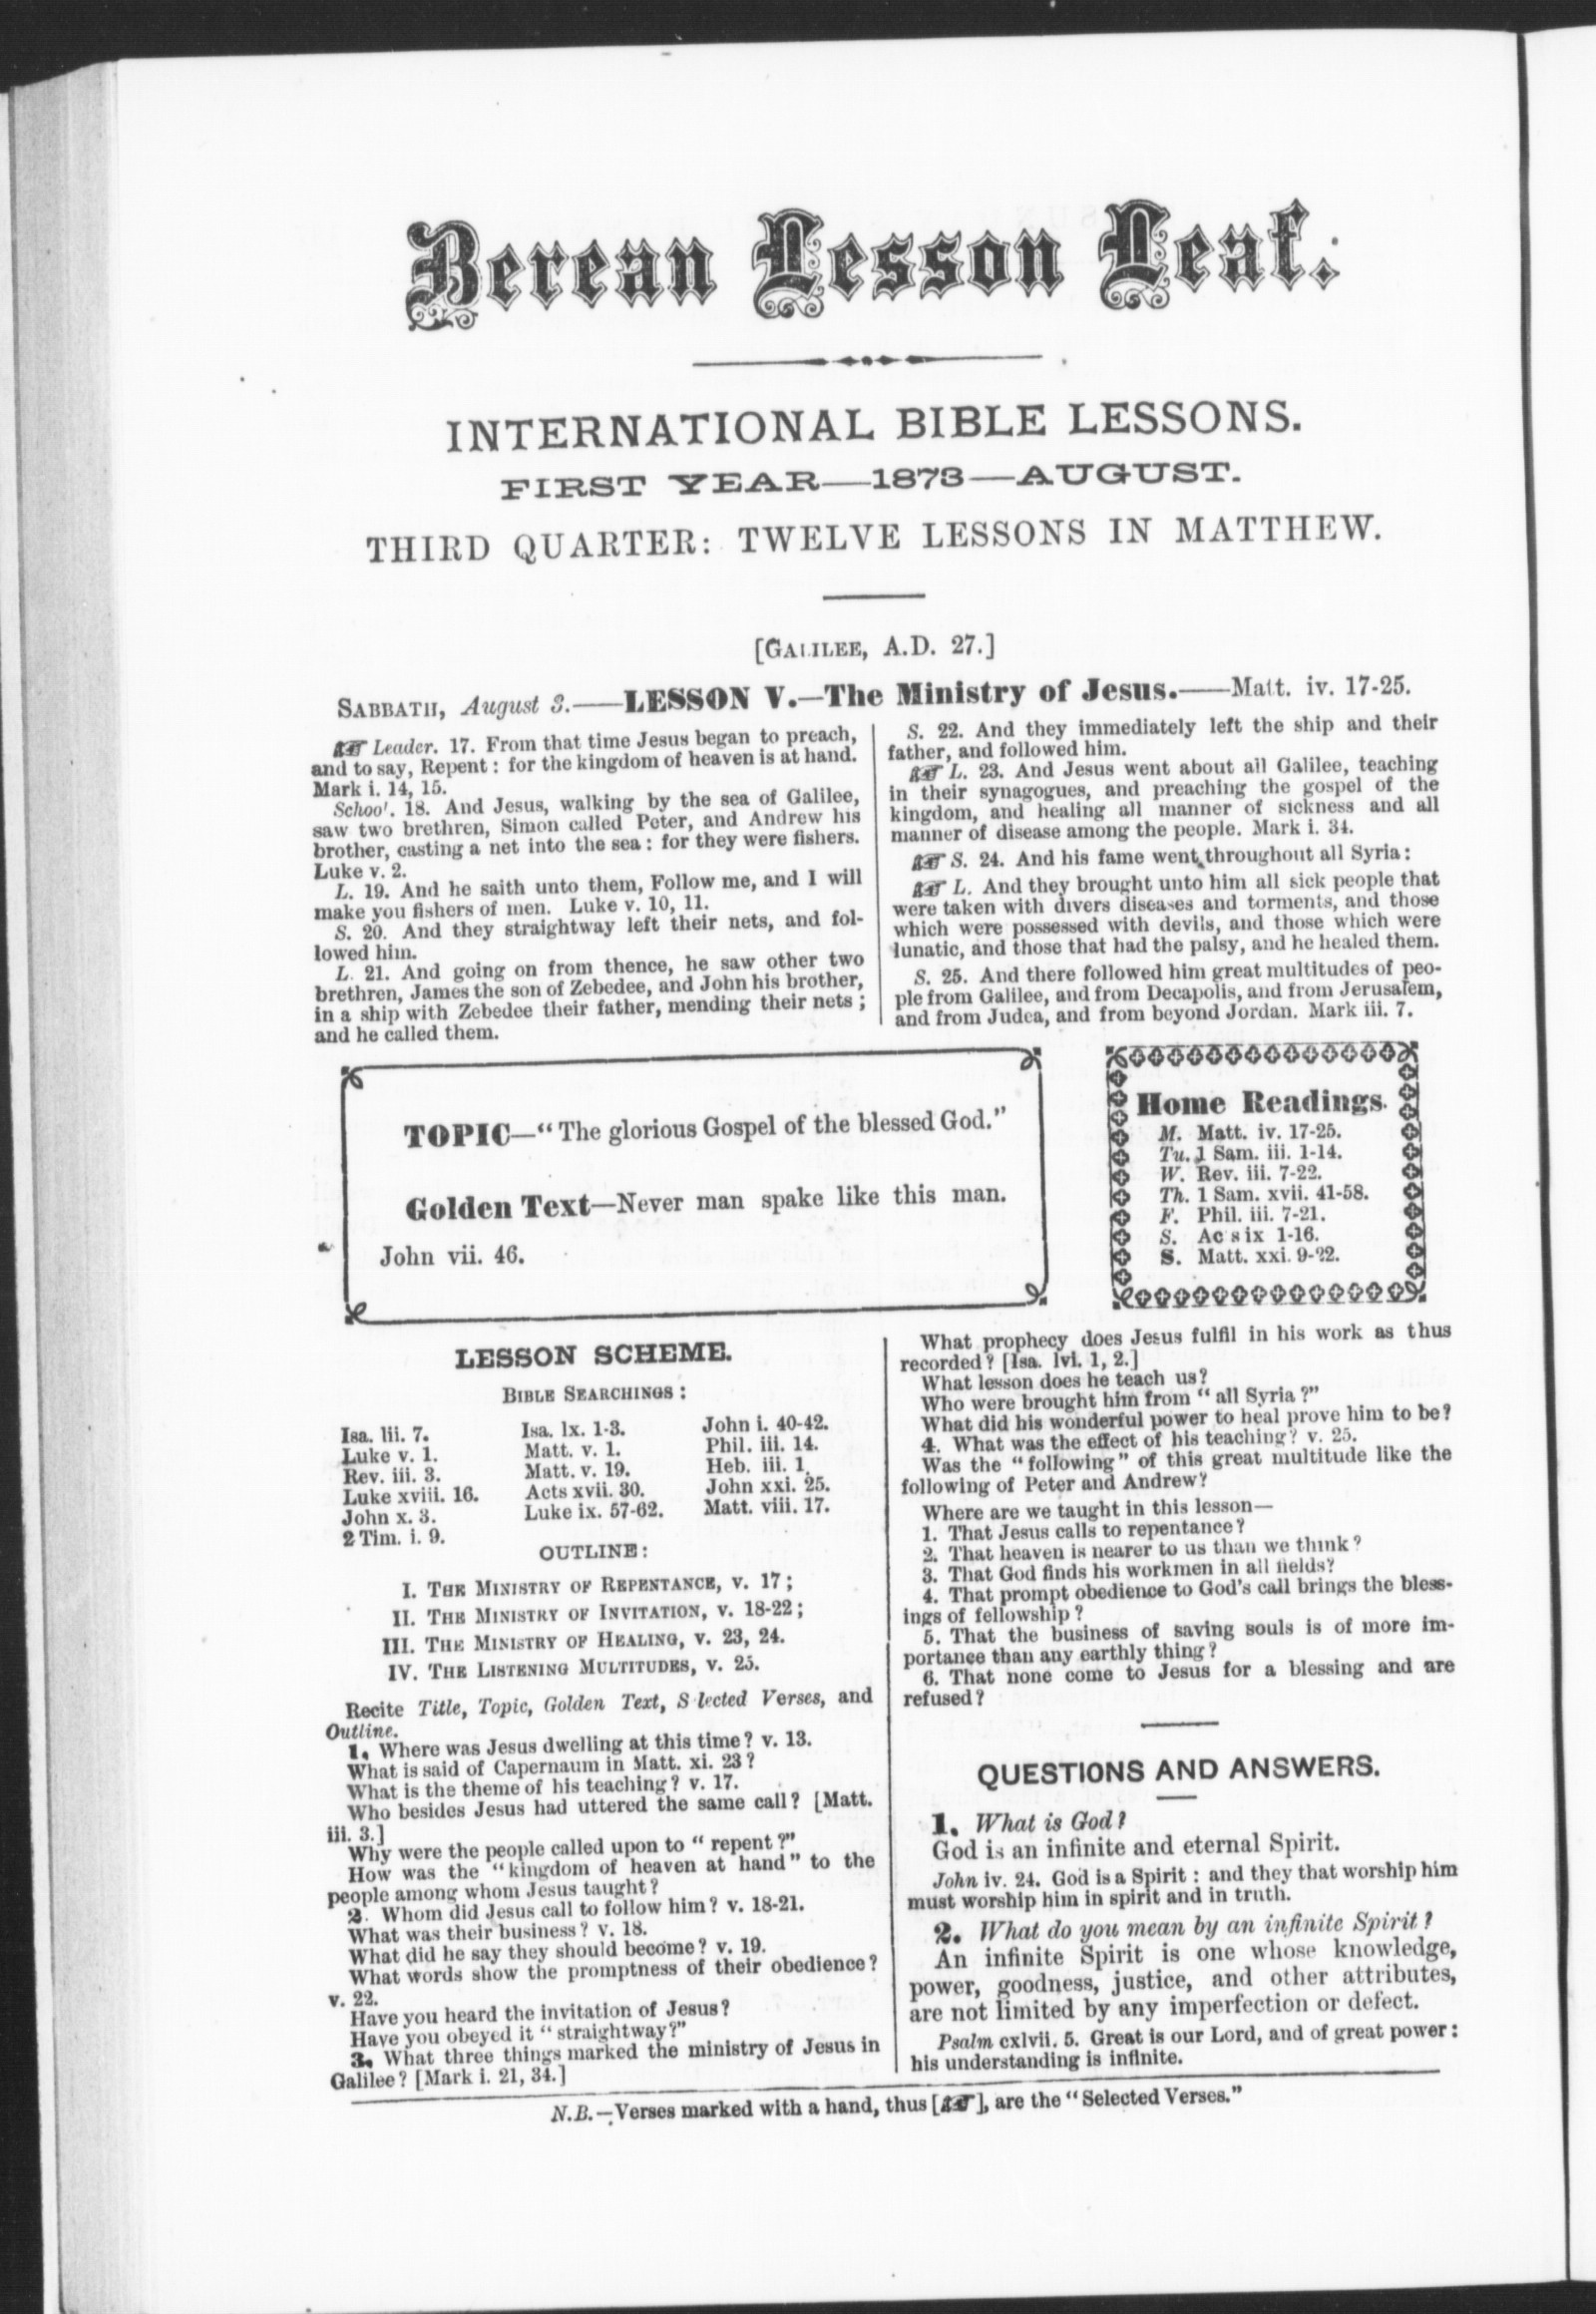 Berean Lesson Leaf.
INTERNATIONAL BIBLE LESSONS.
FIRST YEAR—1873—AUGUST.
THIRD QUARTER: TWELVE LESSONS IN MATTHEW.
[GALILEE, A.D. 27.]
SABBATH, August 3.—LESSON V.—The Ministry of Jesus.—Matt. iv. 17-25.
☞ Leader. 17. From that time Jesus began to preach,
and to say, Repent: for the kingdom of heaven is at hand.
Mark i. 14, 15.
School. 18. And Jesus, walking by the sea of Galilee,
saw two brethren, Simon called Peter, and Andrew his
brother, casting a net into the sea: for they were fishers.
Luke v. 2.
L. 19. And he saith unto them, Follow me, and I will
make you fishers of men. Luke v. 10, 11.
S. 20. And they straightway left their nets, and fol-
lowed him.
L. 21. And going on from thence, he saw other two
brethren, James the son of Zebedee, and John his brother,
in a ship with Zebedee their father, mending their nets;
and he called them.
S. 22. And they immediately left the ship and their
father, and followed him.
☞ L. 23. And Jesus went about all Galilee, teaching
in their synagogues, and preaching the gospel of the
kingdom, and healing all manner of sickness and all
manner of disease among the people. Mark i. 34.
☞ S. 24. And his fame went throughout all Syria:
☞ L. And they brought unto him all sick people that
were taken with divers diseases and torments, and those
which were possessed with devils, and those which were
lunatic, and those that had the palsy, and he healed them.
S. 25. And there followed him great multitudes of peo-
ple from Galilee, and from Decapolis, and from Jerusalem,
and from Judea, and from beyond Jordan. Mark iii. 7.
TOPIC—"The glorious Gospel of the blessed God."
Golden Text—Never man spake like this man.
John vii. 46.
Home Readings.
M. Matt. iv. 17-25.
Tu. 1 Sam. iii. 1-14.
W. Rev. iii. 7-22.
Th. 1 Sam. xvii. 41-58.
F. Phil. iii. 7-21.
S. Ac s ix 1-16.
S. Matt. xxi. 9-22.
LESSON SCHEME.
BIBLE SEARCHINGS:
Isa. lii. 7. Isa. lx. 1-3. John i. 40-42.
Luke v. 1. Matt. v. 1. Phil. iii. 14.
Rev. iii. 3. Matt. v. 19. Heb. iii. 1.
Luke xviii. 16. Acts xvii. 30. John xxi. 25.
John x. 3. Luke ix. 57-62. Matt. viii. 17.
2 Tim. i. 9.
OUTLINE:
I. THE MINISTRY OF REPENTANCE, v. 17;
II. THE MINISTRY OF INVITATION, v. 18-22;
III. THE MINISTRY OF HEALING, v. 23, 24.
IV. THE LISTENING MULTITUDES, v. 25.
Recite Title, Topic, Golden Text, S lected Verses, and
Outline.
1. Where was Jesus dwelling at this time? v. 13.
What is said of Capernaum in Matt. xi. 23?
What is the theme of his teaching? v. 17.
Who besides Jesus had uttered the same call? [Matt.
iii. 3.]
Why were the people called upon to "repent?"
How was the "kingdom of heaven at hand" to the
people among whom Jesus taught?
2. Whom did Jesus call to follow him? v. 18-21.
What was their business? v. 18.
What did he say they should become? v. 19.
What words show the promptness of their obedience?
v. 22.
Have you heard the invitation of Jesus?
Have you obeyed it "straightway?"
3. What three things marked the ministry of Jesus in
Galilee? [Mark i. 21, 34.]
What prophecy does Jesus fulfil in his work as thus
recorded? [Isa. lvi. 1, 2.]
What lesson does he teach us?
Who were brought him from "all Syria?"
What did his wonderful power to heal prove him to be?
4. What was the effect of his teaching? v. 25.
Was the "following" of this great multitude like the
following of Peter and Andrew?
Where are we taught in this lesson—
1. That Jesus calls to repentance?
2. That heaven is nearer to us than we think?
3. That God finds his workmen in all fields?
4. That prompt obedience to God's call brings the bless-
ings of fellowship?
5. That the business of saving souls is of more im-
portance than any earthly thing?
6. That none come to Jesus for a blessing and are
refused?
QUESTIONS AND ANSWERS.
1. What is God?
God is an infinite and eternal Spirit.
John iv. 24. God is a Spirit: and they that worship him
must worship him in spirit and in truth.
2. What do you mean by an infinite Spirit?
An infinite Spirit is one whose knowledge,
power, goodness, justice, and other attributes,
are not limited by any imperfection or defect.
Psalm cxlvii. 5. Great is our Lord, and of great power:
his understanding is infinite.
N.B.—Verses marked with a hand, thus [☞], are the "Selected Verses."